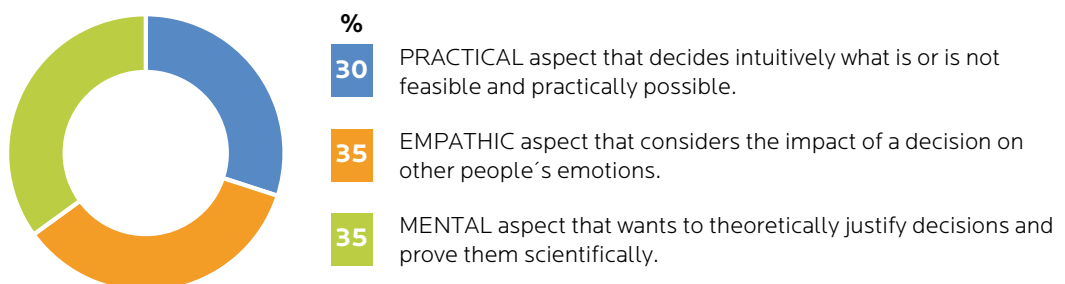 %
30
PRACTICAL aspect that decides intuitively what is or is not
feasible and practically possible.
35
EMPATHIC aspect that considers the impact of a decision on
other people´s emotions.
35
MENTAL aspect that wants to theoretically justify decisions and
prove them scientifically.